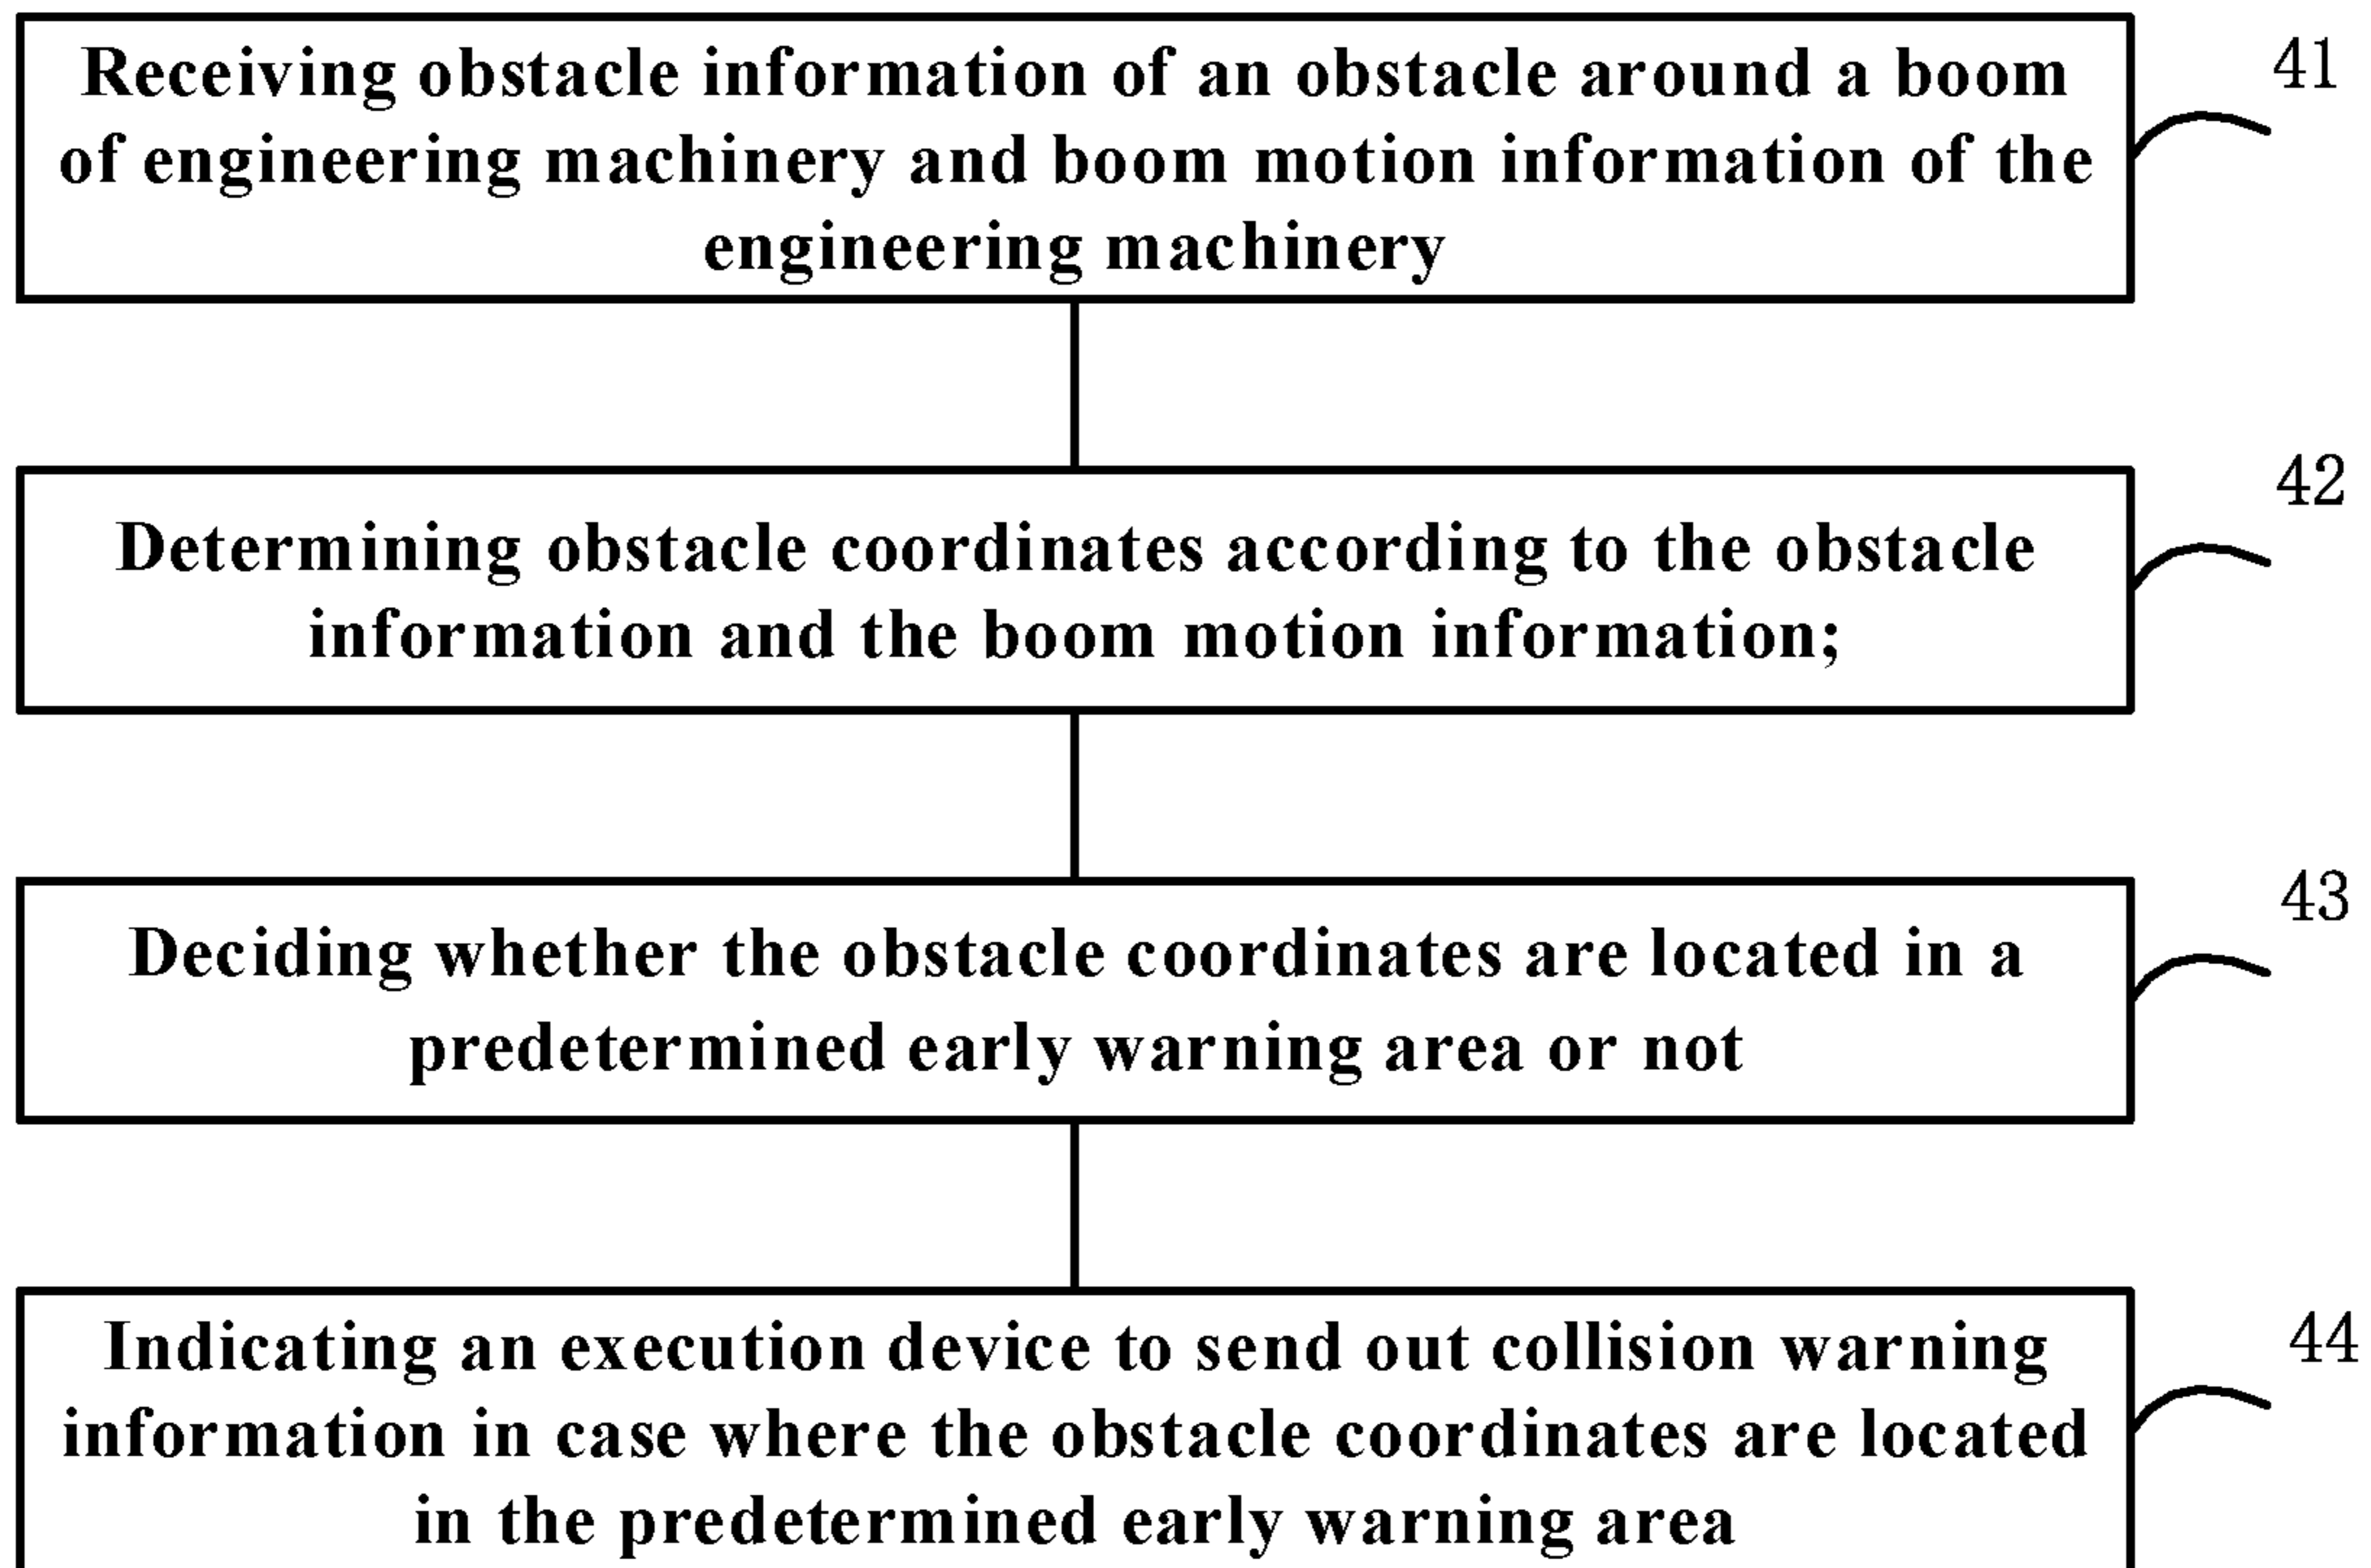 Receiving obstacle information of an obstacle around a boom
of engineering machinery and boom motion information of the
engineering machinery
41
Determining obstacle coordinates according to the obstacle
information and the boom motion information;
42
Deciding whether the obstacle coordinates are located in a
predetermined early warning area or not
43
Indicating an execution device to send out collision warning
information in case where the obstacle coordinates are located
in the predetermined early warning area
44